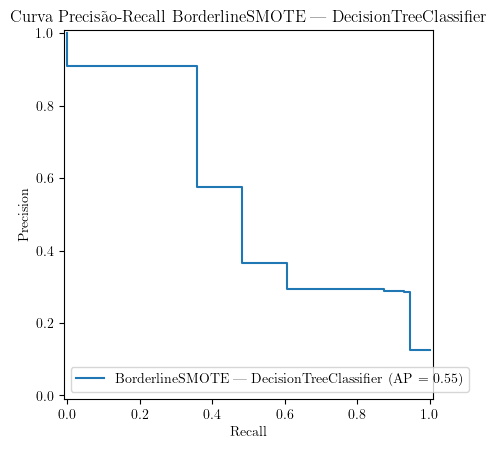 Curva Precisão-Recall BorderlineSMOTE — DecisionTreeClassifier
1.0
0.8
0.6
0.4
0.2
0.0
Precision
BorderlineSMOTE — DecisionTreeClassifier (AP = 0.55)
0.0 0.2 0.4 0.6 0.8 1.0
Recall